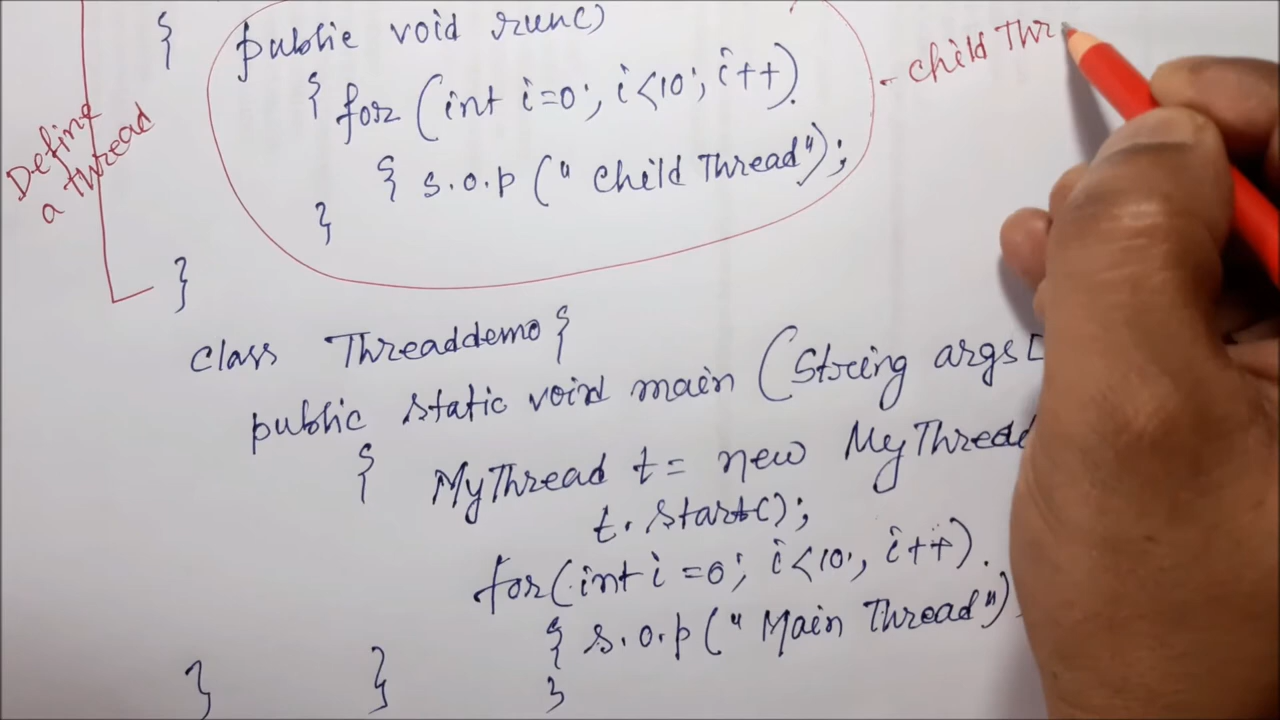 { public void run()
{ for (int i=0; i<10; i++)
{ s.o.p ("Child Thread");
}
}
- Child Thr
Define
a thread
class Threaddemo {
public static void main (String args[
{ MyThread t = new MyThread
t.start();
for(int i=0; i<10; i++)
{ s.o.p ("Main Thread")
} } }